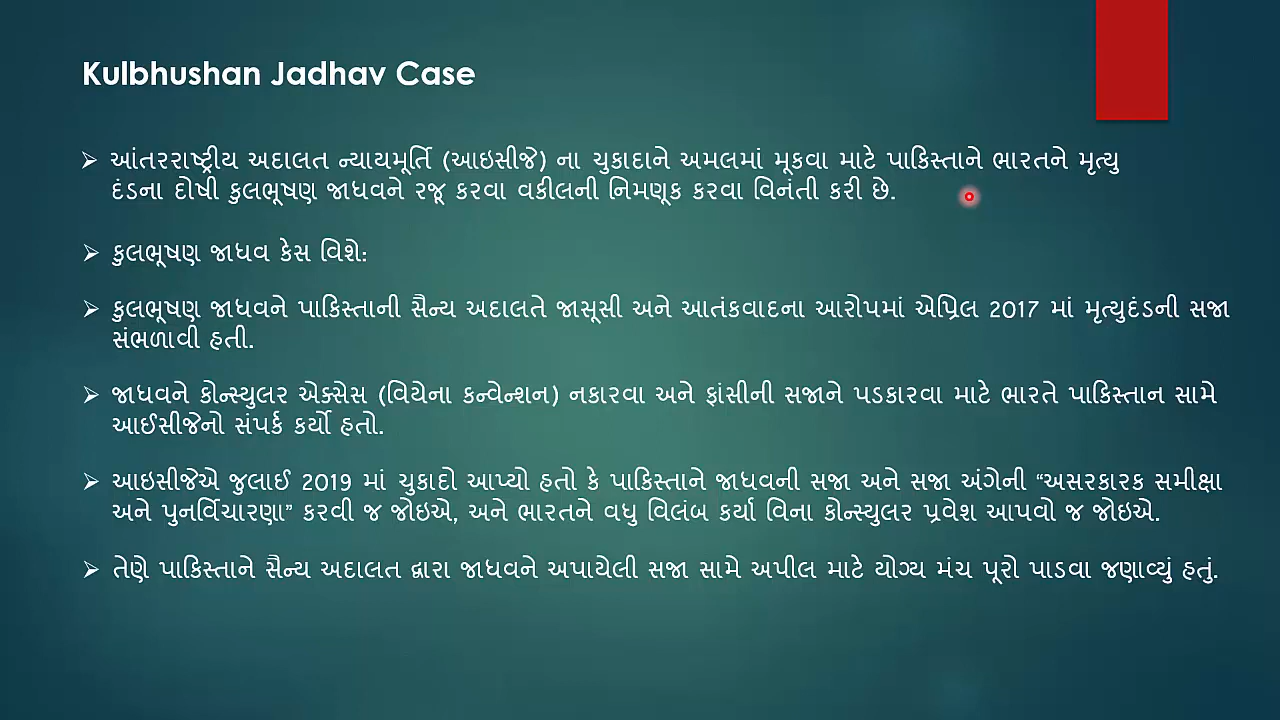 Kulbhushan Jadhav Case
➢ આંતરરાષ્ટ્રીય અદાલત ન્યાયમૂર્તિ (આઇસીજે) ના ચુકાદાને અમલમાં મૂકવા માટે પાકિસ્તાને ભારતને મૃત્યુ
દંડના દોષી કુલભૂષણ જાધવને રજૂ કરવા વકીલની નિમણૂક કરવા વિનંતી કરી છે.
➢ કુલભૂષણ જાધવ કેસ વિશે:
➢ કુલભૂષણ જાધવને પાકિસ્તાની સૈન્ય અદાલતે જાસૂસી અને આતંકવાદના આરોપમાં એપ્રિલ 2017 માં મૃત્યુદંડની સજા
સંભળાવી હતી.
➢ જાધવને કોન્સ્યુલર એક્સેસ (વિયેના કન્વેન્શન) નકારવા અને ફાંસીની સજાને પડકારવા માટે ભારતે પાકિસ્તાન સામે
આઈસીજેનો સંપર્ક કર્યો હતો.
➢ આઇસીજેએ જુલાઈ 2019 માં ચુકાદો આપ્યો હતો કે પાકિસ્તાને જાધવની સજા અને સજા અંગેની “અસરકારક સમીક્ષા
અને પુનર્વિચારણા” કરવી જ જોઇએ, અને ભારતને વધુ વિલંબ કર્યા વિના કોન્સ્યુલર પ્રવેશ આપવો જ જોઇએ.
➢ તેણે પાકિસ્તાને સૈન્ય અદાલત દ્વારા જાધવને અપાયેલી સજા સામે અપીલ માટે યોગ્ય મંચ પૂરો પાડવા જણાવ્યું હતું.